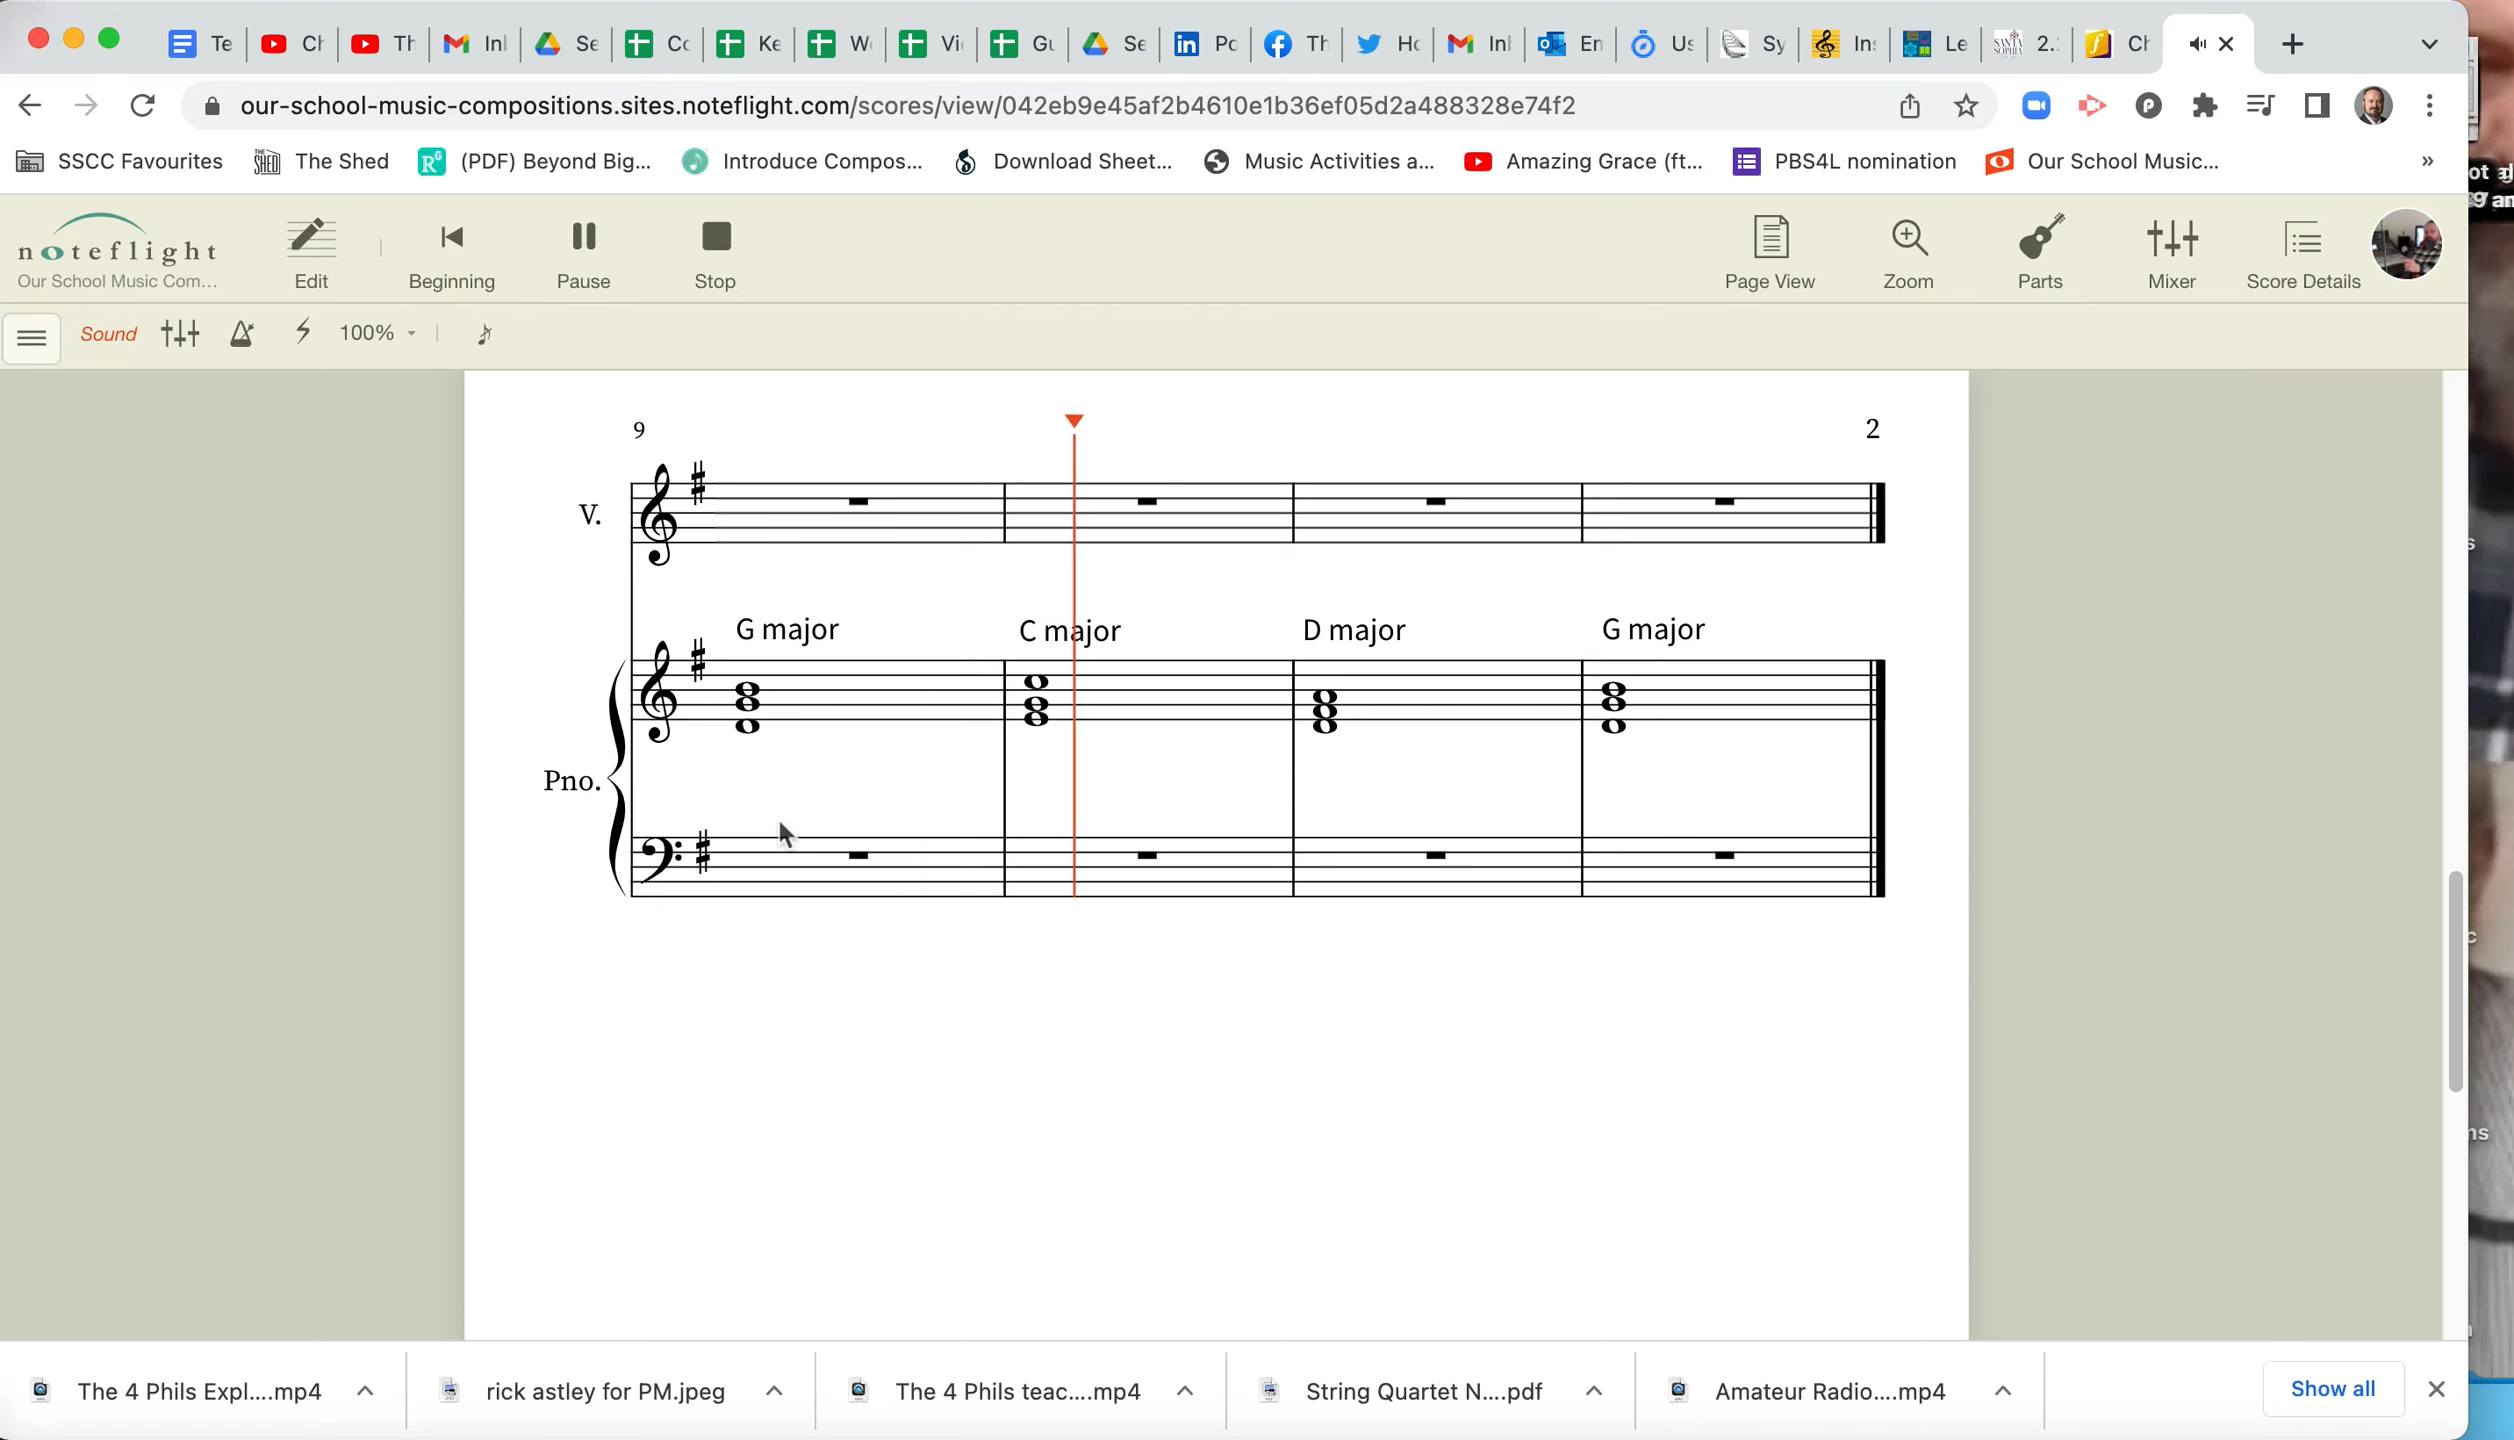 Te Ch Th Inl Se Co Ke W Vi Gu Se Po Th Ho Inl En Us Sy In Le 2. Ch
our-school-music-compositions.sites.noteflight.com/scores/view/042eb9e45af2b4610e1b36ef05d2a488328e74f2
SSCC Favourites THE SHED The Shed (PDF) Beyond Big... Introduce Compos... Download Sheet... Music Activities a... Amazing Grace (ft... PBS4L nomination Our School Music... »
noteflight
Our School Music Com...
Edit Beginning Pause Stop Page View Zoom Parts Mixer Score Details
Sound 100%
9 2
V.
G major C major D major G major
Pno.
The 4 Phils Expl....mp4 rick astley for PM.jpeg The 4 Phils teac....mp4 String Quartet N....pdf Amateur Radio....mp4 Show all